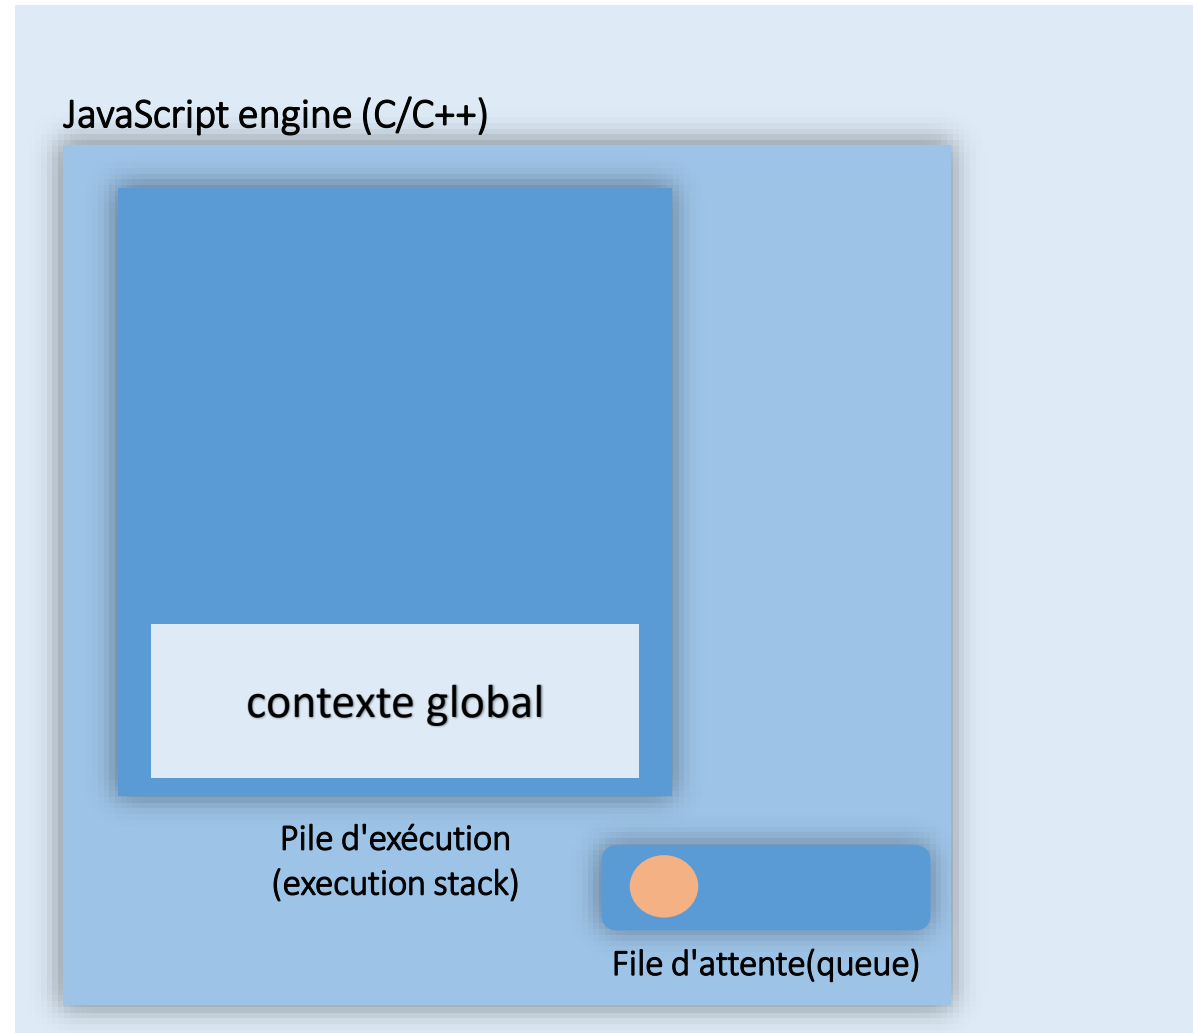 JavaScript engine (C/C++)
contexte global
Pile d'exécution
(execution stack)
File d'attente(queue)